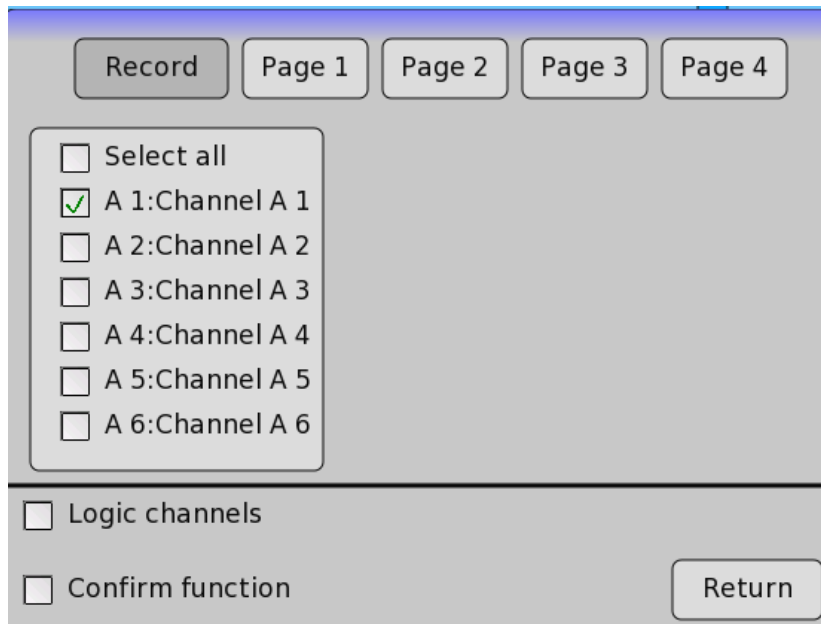 Record Page 1 Page 2 Page 3 Page 4
Select all
A 1:Channel A 1
A 2:Channel A 2
A 3:Channel A 3
A 4:Channel A 4
A 5:Channel A 5
A 6:Channel A 6
Logic channels
Confirm function
Return